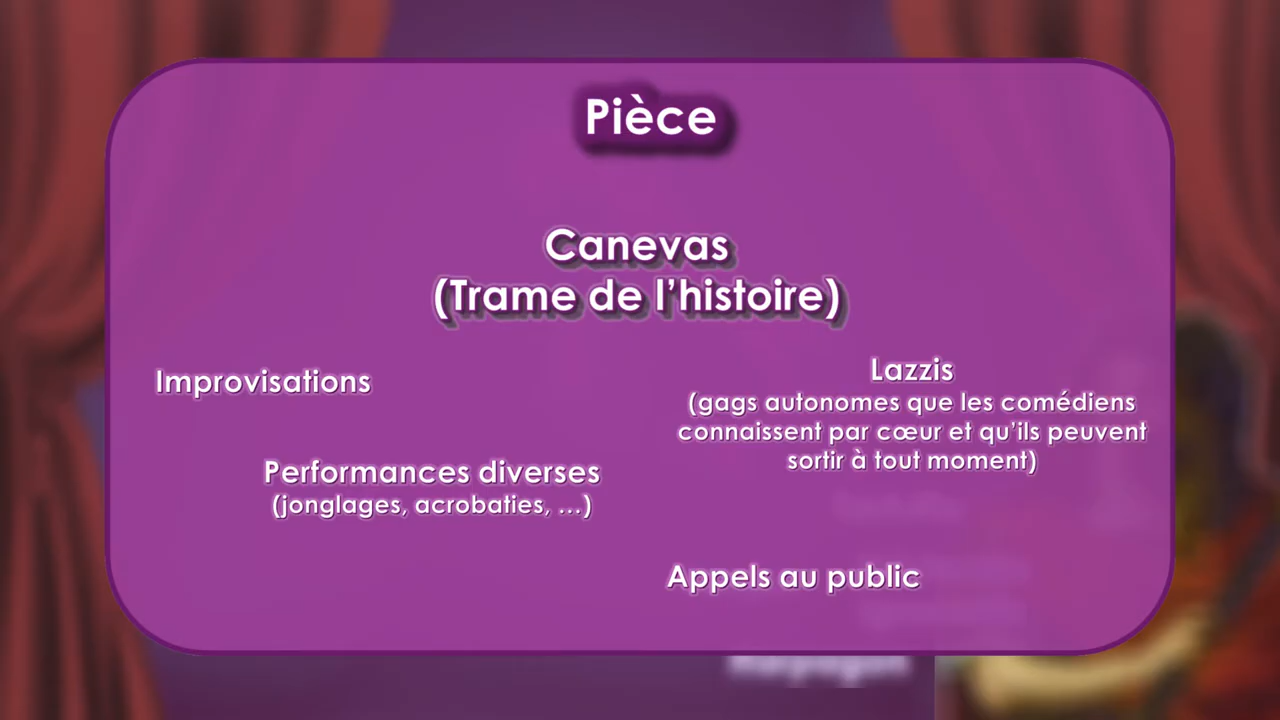 Pièce
Canevas
(Trame de l’histoire)
Improvisations
Lazzis
(gags autonomes que les comédiens
connaissent par cœur et qu’ils peuvent
sortir à tout moment)
Performances diverses
(jonglages, acrobaties, ...)
Appels au public